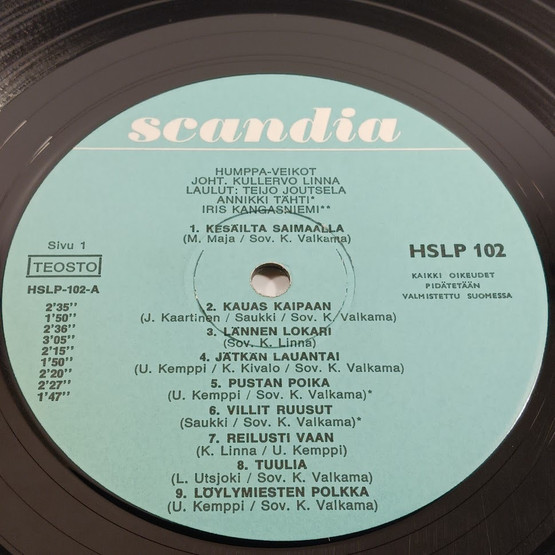 scandia
HUMPPA-VEIKOT
JOHT. KULLERVO LINNA
LAULUT: TEIJO JOUTSELA
ANNIKKI TÄHTI*
IRIS KANGASNIEMI**
1. KESÄILTA SAIMAALLA
(M. Maja / Sov. K. Valkama)
Sivu 1
TEOSTO
HSLP-102-A
HSLP 102
KAIKKI OIKEUDET
PIDÄTETÄÄN
VALMISTETTU SUOMESSA
2'35''
1'50''
2'36''
3'05''
2'15''
1'50''
2'20''
2'27''
1'47''
2. KAUAS KAIPAAN
(J. Kaartinen / Saukki / Sov. K. Valkama)
3. LÄNNEN LOKARI
(Sov. K. Linna)
4. JÄTKÄN LAUANTAI
(U. Kemppi / K. Kivalo / Sov. K. Valkama)
5. PUSTAN POIKA
(U. Kemppi / Sov. K. Valkama)*
6. VILLIT RUUSUT
(Saukki / Sov. K. Valkama)*
7. REILUSTI VAAN
(K. Linna / U. Kemppi)
8. TUULIA
(L. Utsjoki / Sov. K. Valkama)
9. LÖYLYMIESTEN POLKKA
(U. Kemppi / Sov. K. Valkama)